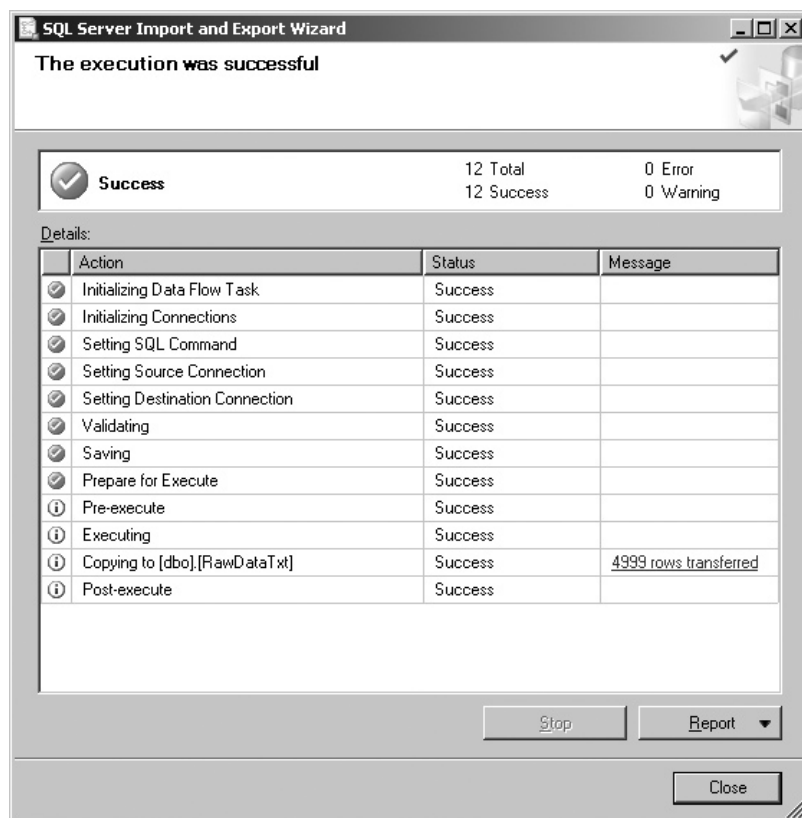 SQL Server Import and Export Wizard
The execution was successful
Success
12 Total 0 Error
12 Success 0 Warning
Details:
Action Status Message
Initializing Data Flow Task Success
Initializing Connections Success
Setting SQL Command Success
Setting Source Connection Success
Setting Destination Connection Success
Validating Success
Saving Success
Prepare for Execute Success
Pre-execute Success
Executing Success
Copying to [dbo].[RawDataTxt] Success 4999 rows transferred
Post-execute Success
Stop Report
Close